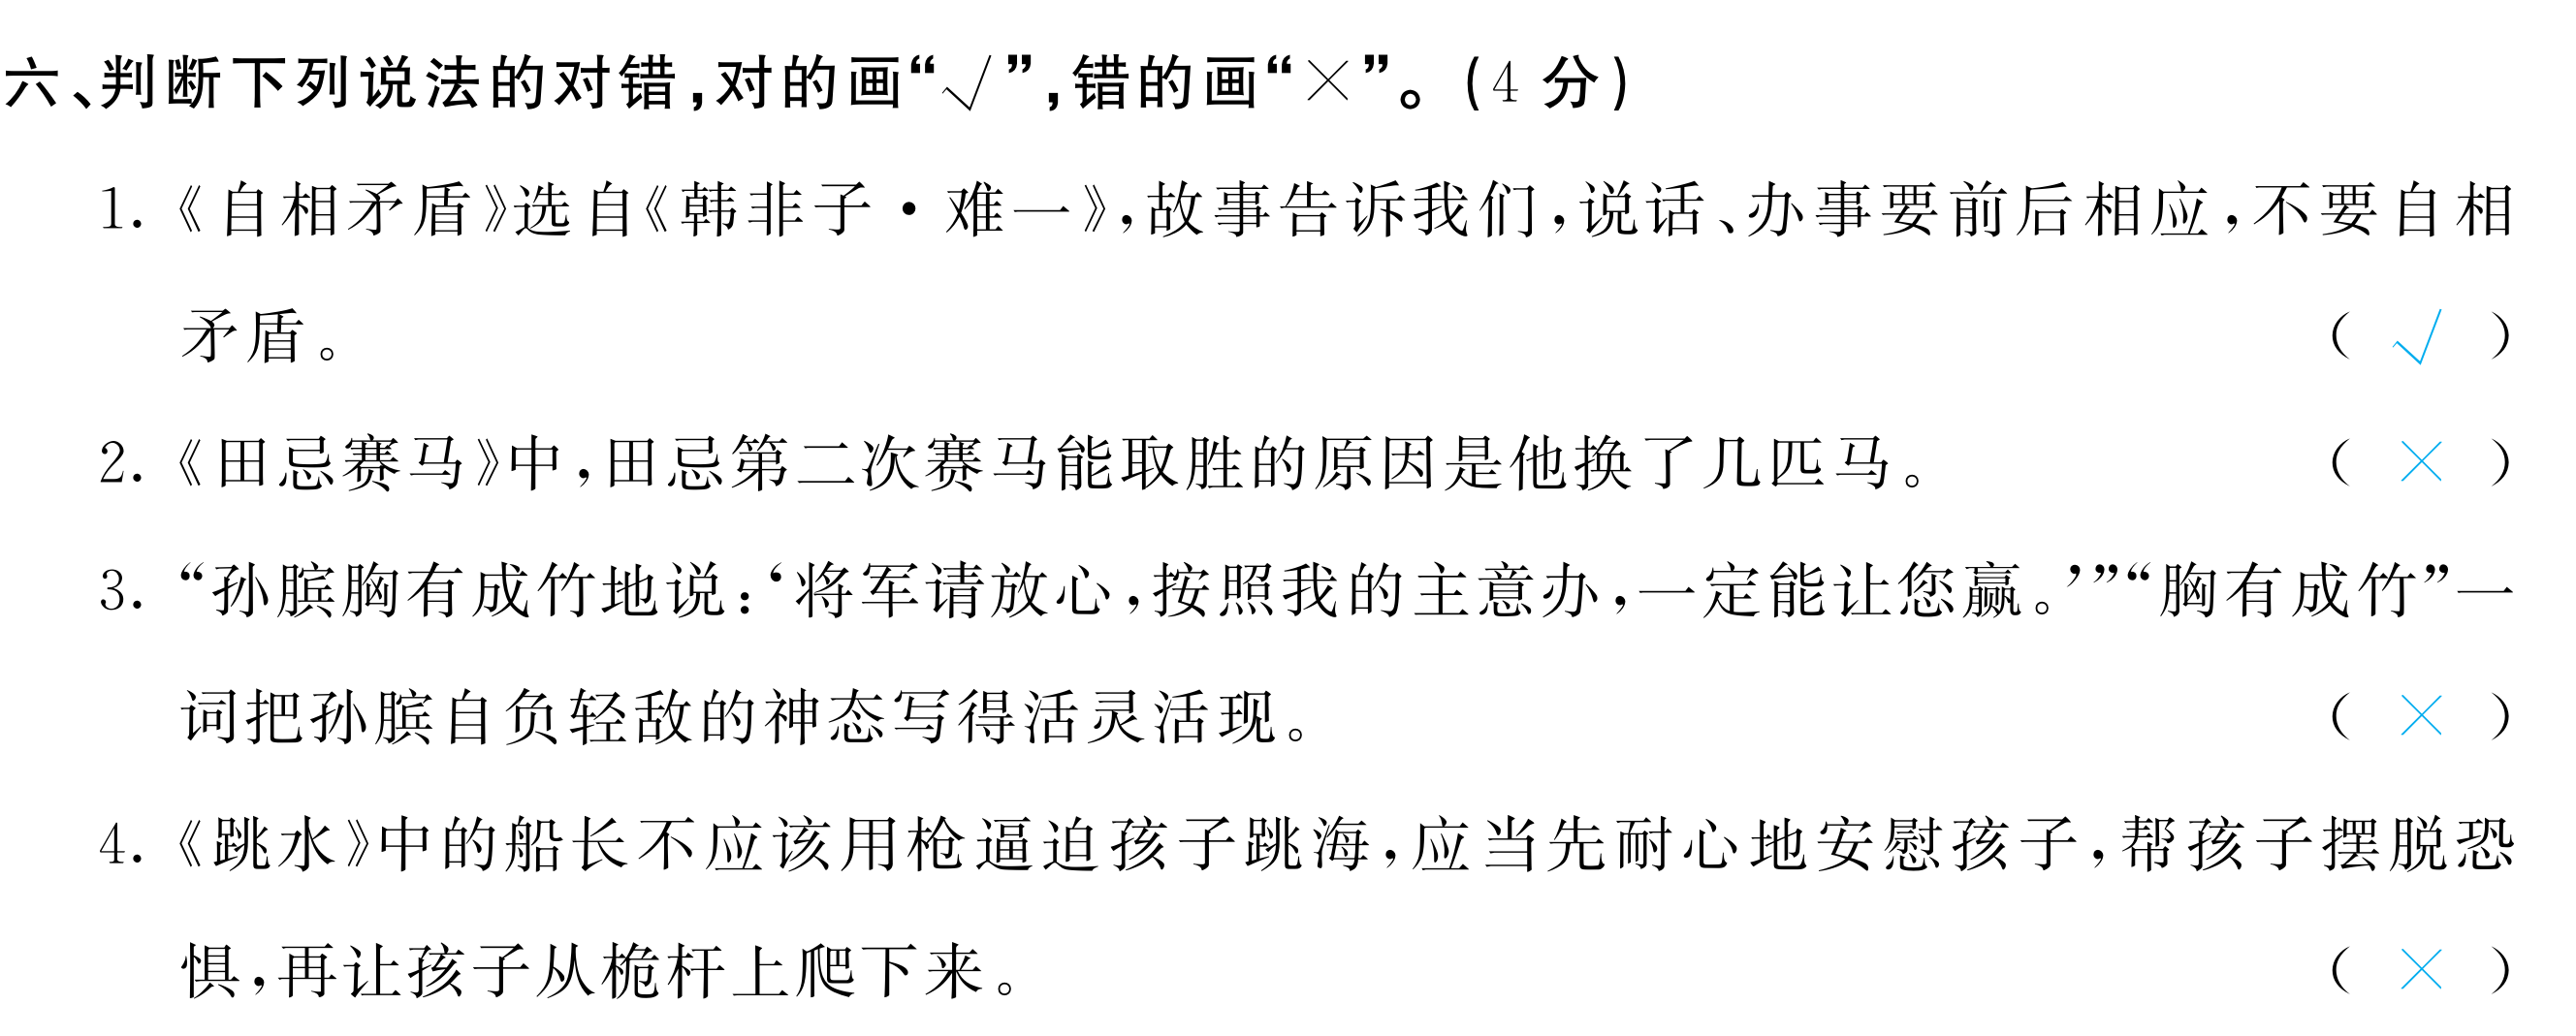 六、判断下列说法的对错,对的画“√”,错的画“×”。(4 分)
1.《自相矛盾》选自《韩非子·难一》,故事告诉我们,说话、办事要前后相应,不要自相
矛盾。 ( √ )
2.《田忌赛马》中,田忌第二次赛马能取胜的原因是他换了几匹马。 ( × )
3. “孙膑胸有成竹地说:‘将军请放心,按照我的主意办,一定能让您赢。’”“胸有成竹”一
词把孙膑自负轻敌的神态写得活灵活现。 ( × )
4.《跳水》中的船长不应该用枪逼迫孩子跳海,应当先耐心地安慰孩子,帮孩子摆脱恐
惧,再让孩子从桅杆上爬下来。 ( × )